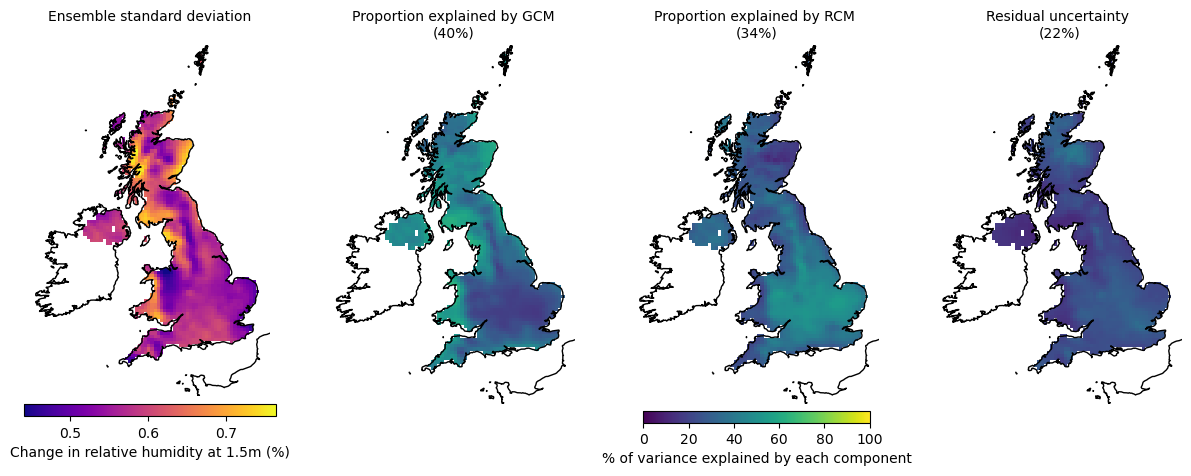 Ensemble standard deviation
Proportion explained by GCM
(40%)
Proportion explained by RCM
(34%)
Residual uncertainty
(22%)
0.5 0.6 0.7
Change in relative humidity at 1.5m (%)
0 20 40 60 80 100
% of variance explained by each component